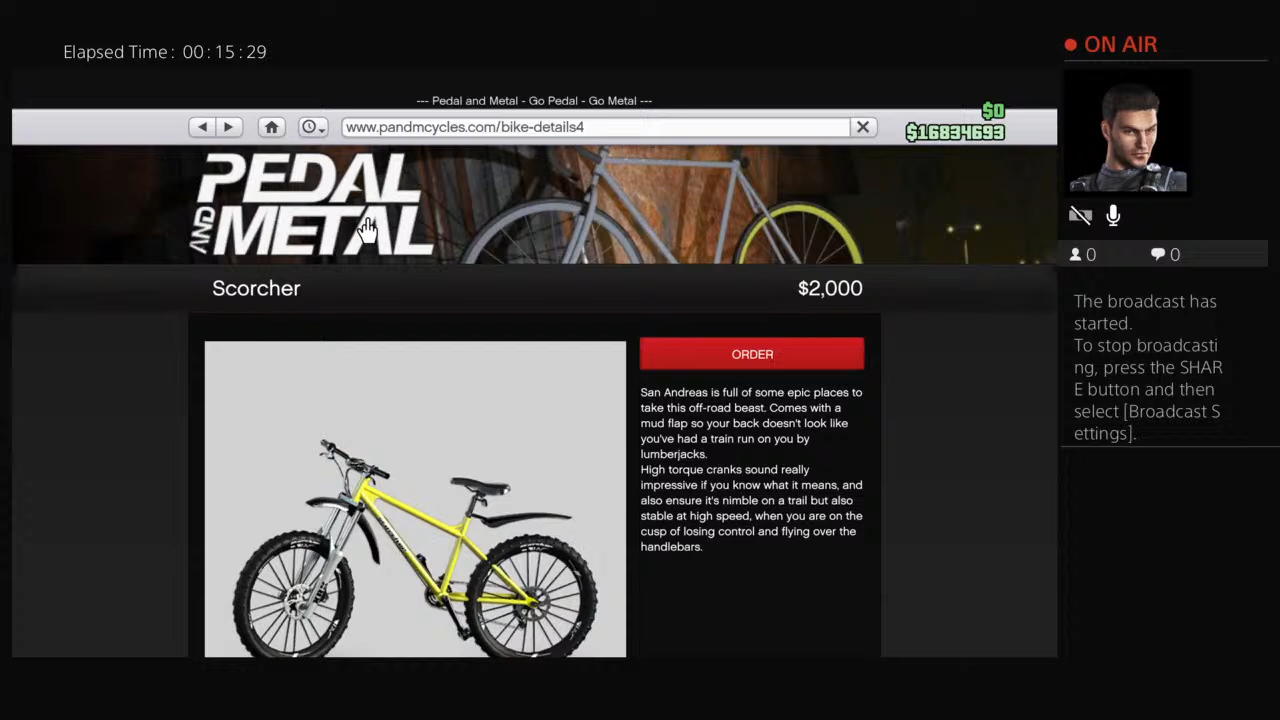 Elapsed Time: 00:15:29
ON AIR
--- Pedal and Metal - Go Pedal - Go Metal ---
www.pandmcycles.com/bike-details4
$0
$16834693
PEDAL
AND METAL
0
0
Scorcher
$2,000
ORDER
San Andreas is full of some epic places to
take this off-road beast. Comes with a
mud flap so your back doesn't look like
you've had a train run on you by
lumberjacks.
High torque cranks sound really
impressive if you know what it means, and
also ensure it's nimble on a trail but also
stable at high speed, when you are on the
cusp of losing control and flying over the
handlebars.
The broadcast has
started.
To stop broadcasti
ng, press the SHAR
E button and then
select [Broadcast S
ettings].